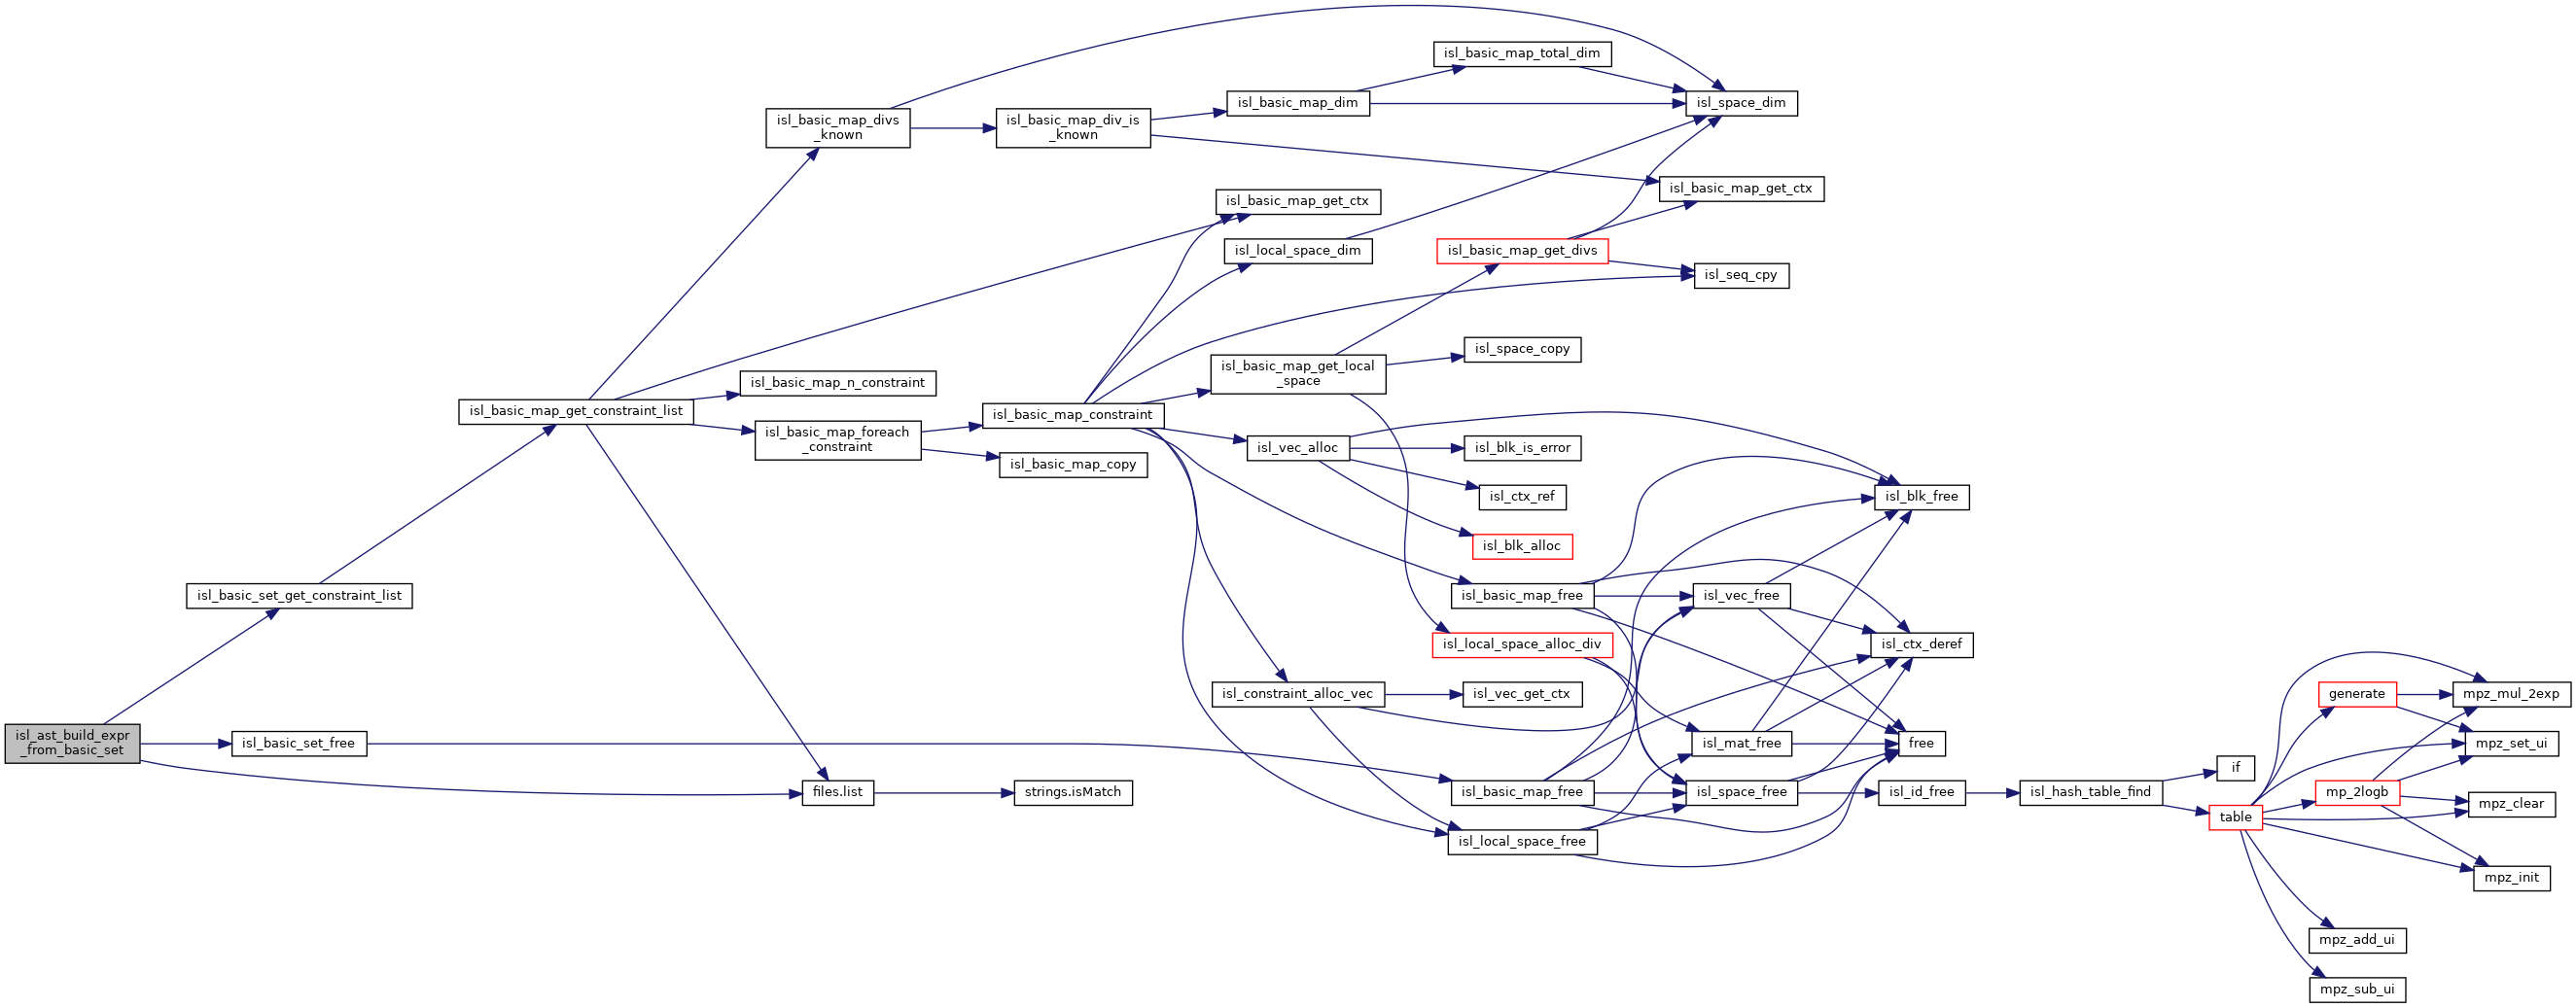 isl_basic_map_total_dim
isl_basic_map_dim
isl_space_dim
isl_basic_map_divs
_known
isl_basic_map_div_is
_known
isl_basic_map_get_ctx
isl_basic_map_get_ctx
isl_local_space_dim
isl_basic_map_get_divs
isl_seq_cpy
isl_space_copy
isl_basic_map_get_local
_space
isl_basic_map_n_constraint
isl_basic_map_get_constraint_list
isl_basic_map_constraint
isl_basic_map_foreach
_constraint
isl_vec_alloc
isl_blk_is_error
isl_basic_map_copy
isl_ctx_ref
isl_blk_free
isl_blk_alloc
isl_basic_set_get_constraint_list
isl_basic_map_free
isl_vec_free
isl_local_space_alloc_div
isl_ctx_deref
isl_constraint_alloc_vec
isl_vec_get_ctx
generate
mpz_mul_2exp
isl_ast_build_expr
_from_basic_set
isl_basic_set_free
isl_mat_free
free
mpz_set_ui
if
files.list
strings.isMatch
isl_basic_map_free
isl_space_free
isl_id_free
isl_hash_table_find
mp_2logb
mpz_clear
table
isl_local_space_free
mpz_init
mpz_add_ui
mpz_sub_ui